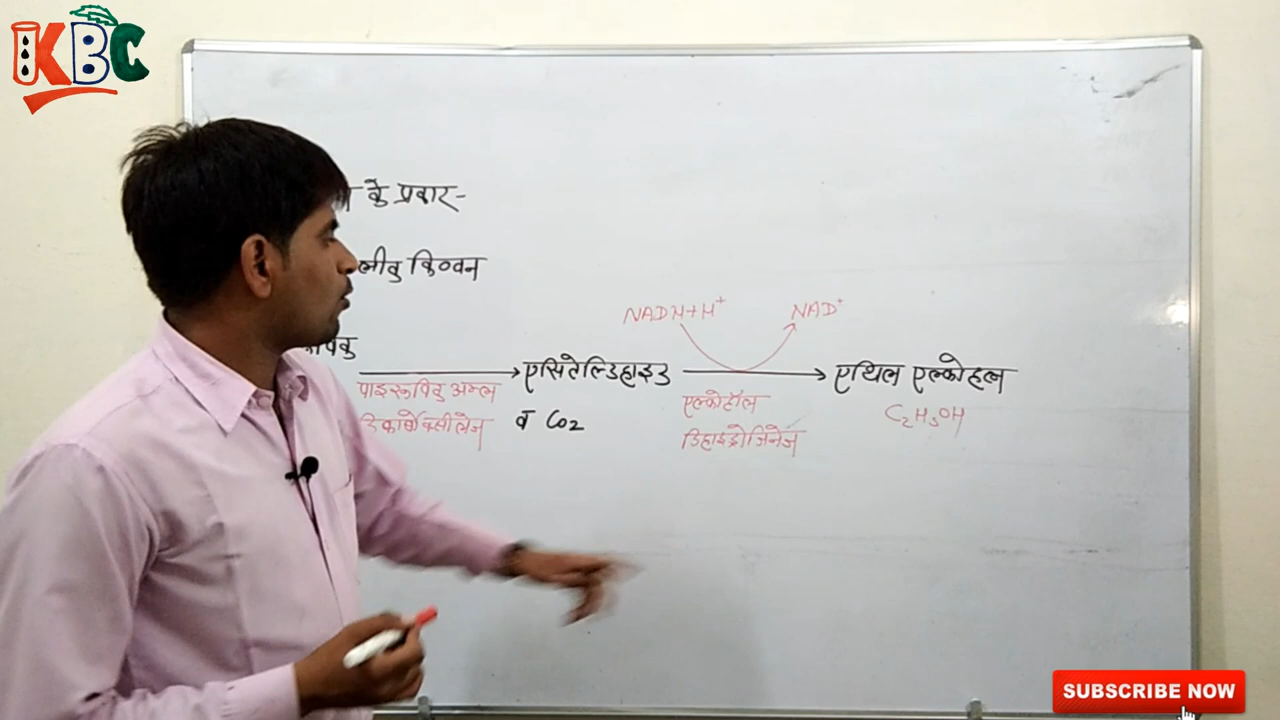 KBC
के प्रकार-
लीक किण्वन
NADH+H⁺ NAD⁺
एसिटेल्डिहाइड एथिल एल्कोहल
पाइरूविक अम्ल एल्कोहॉल C₂H₅OH
डिकार्बोक्सीलेज व CO₂ डिहाइड्रोजिनेज
SUBSCRIBE NOW